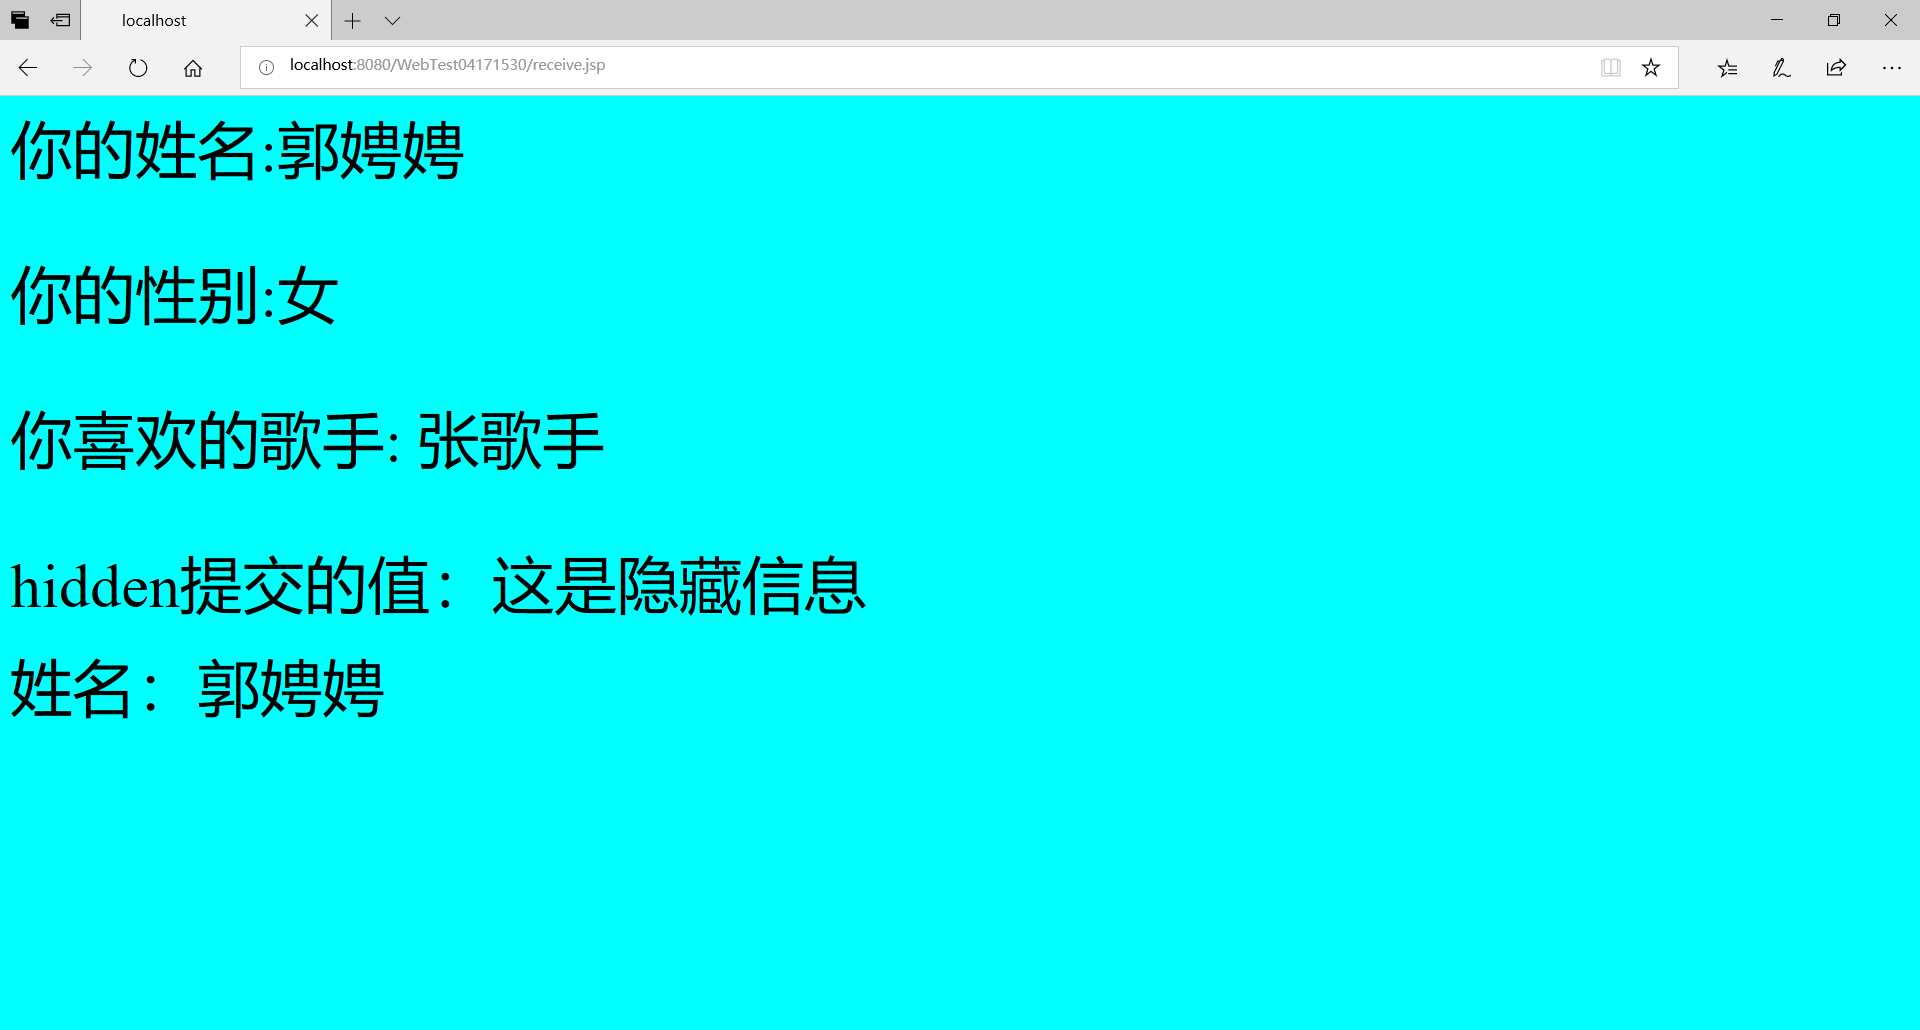 localhost
localhost:8080/WebTest04171530/receive.jsp
你的姓名:郭娉娉
你的性别:女
你喜欢的歌手: 张歌手
hidden提交的值：这是隐藏信息
姓名：郭娉娉